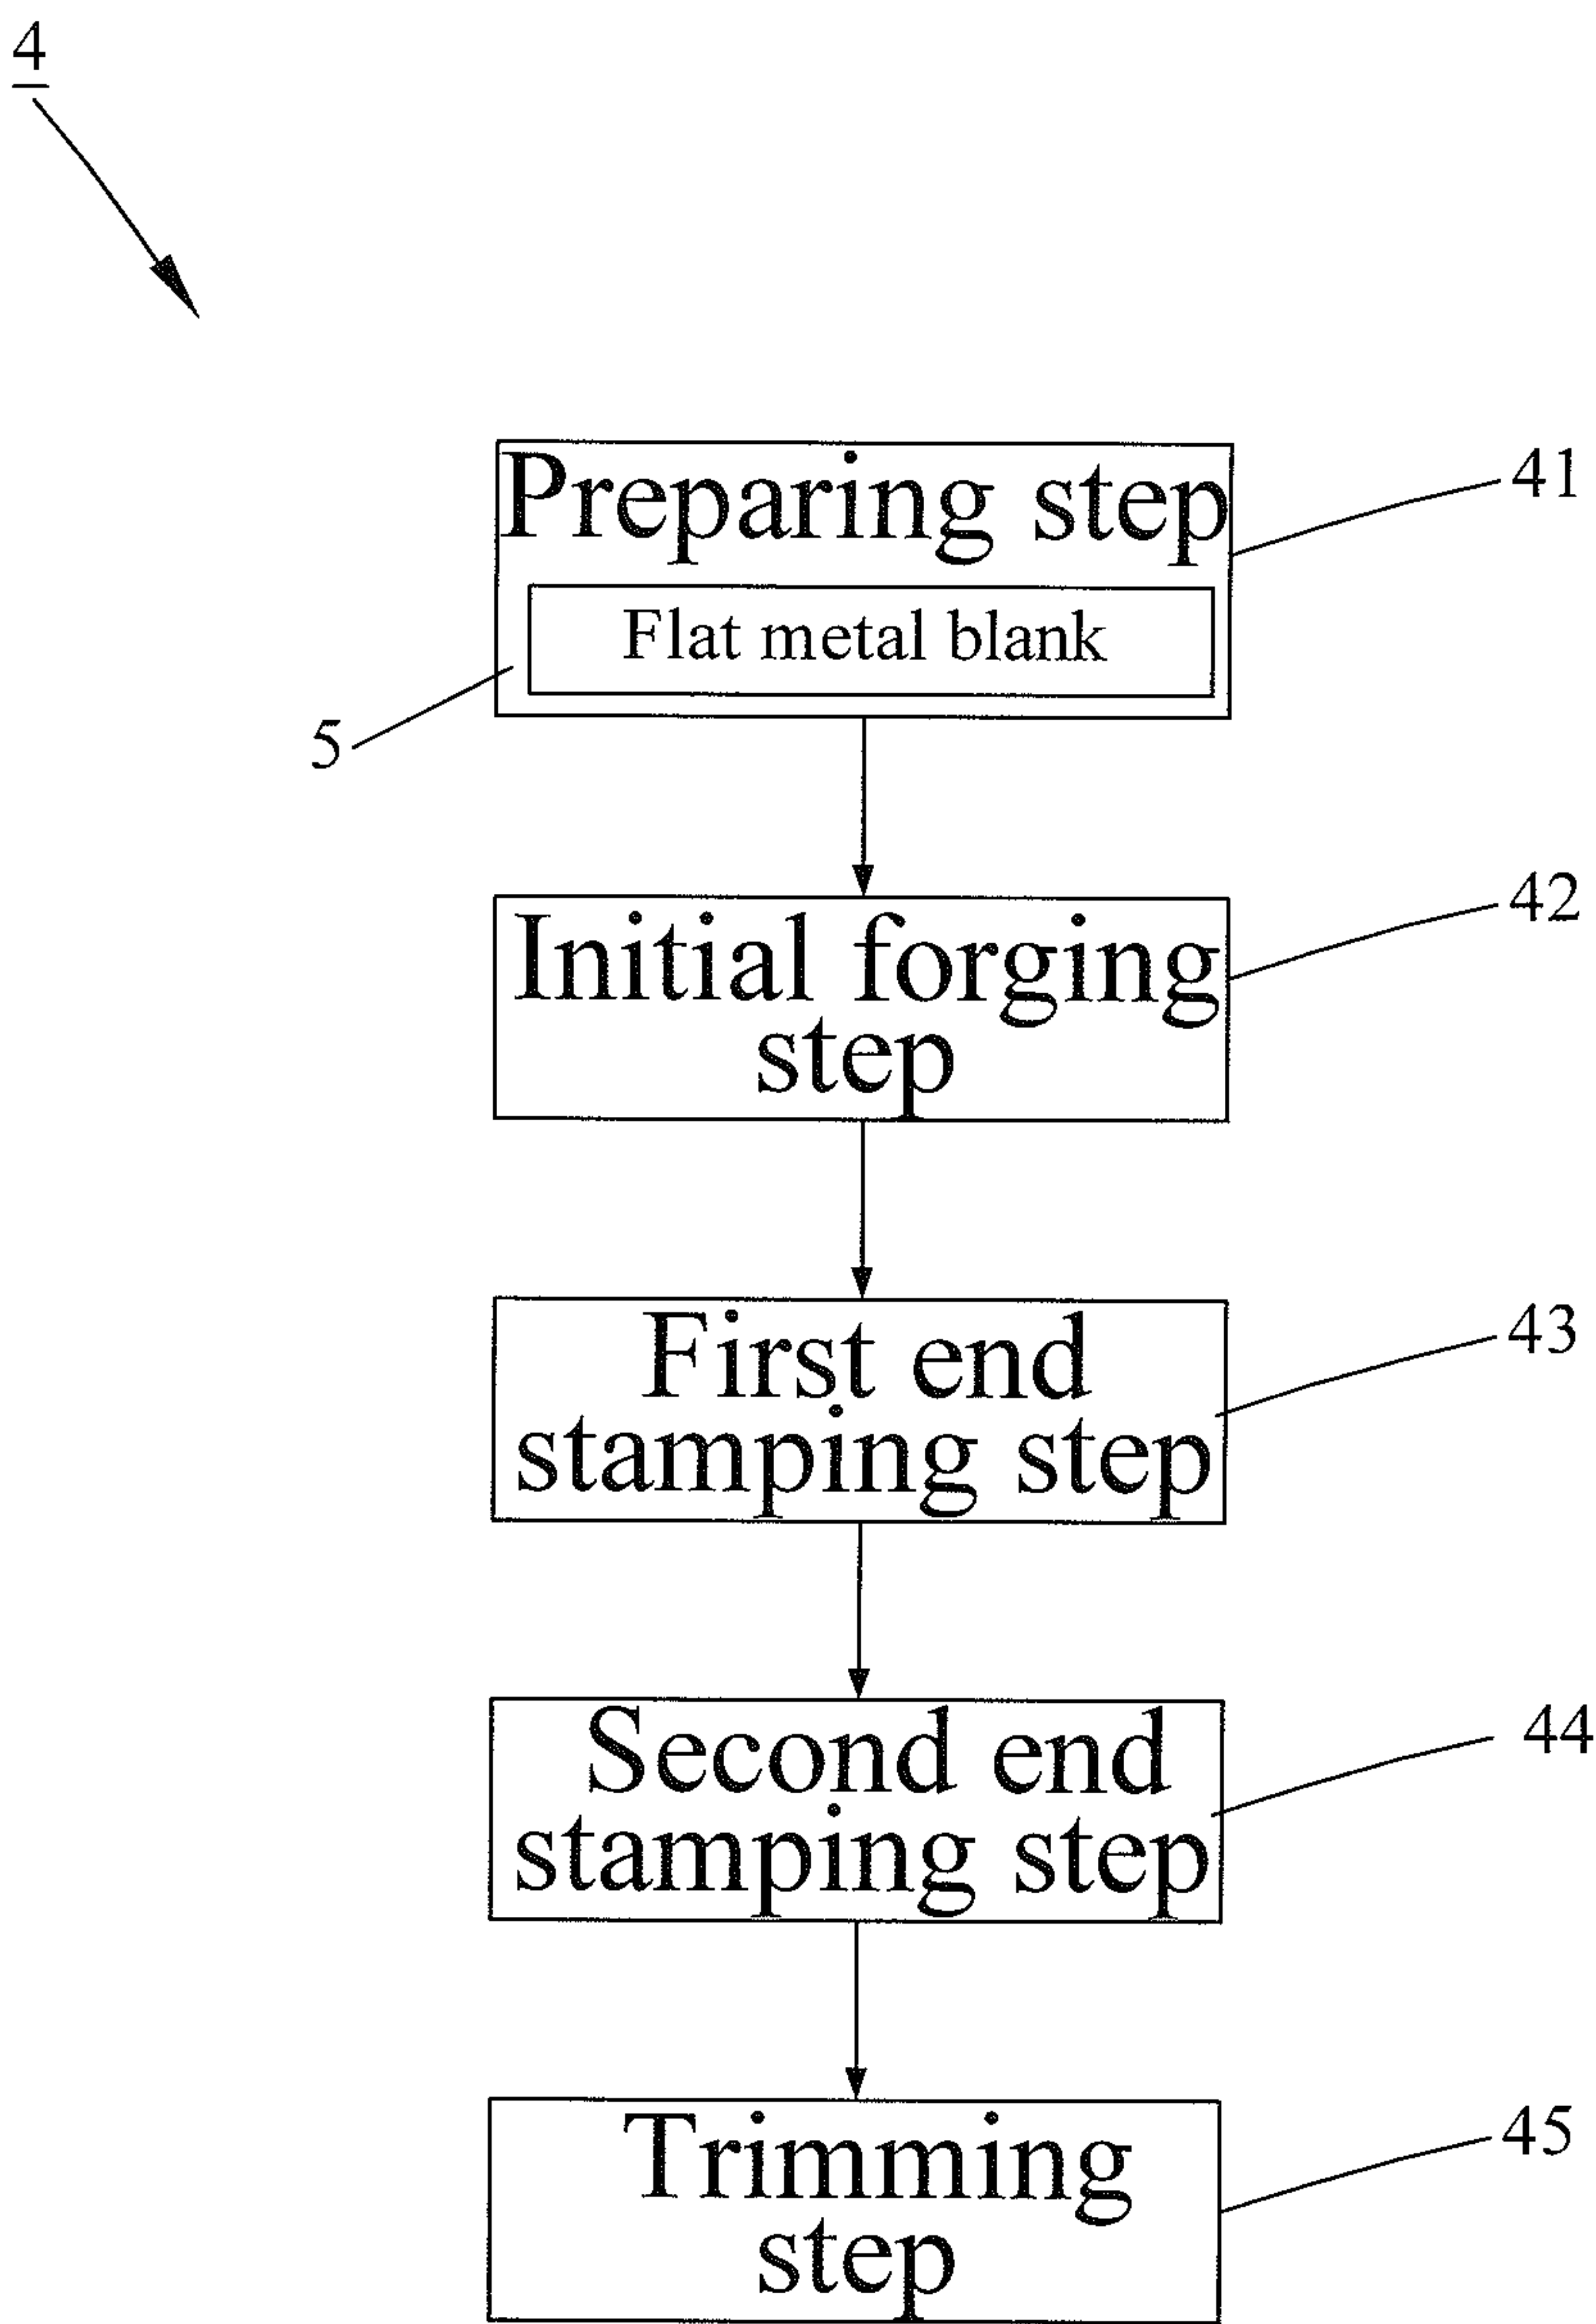 4
Preparing step
41
Flat metal blank
5
Initial forging
step
42
First end
stamping step
43
Second end
stamping step
44
Trimming
step
45